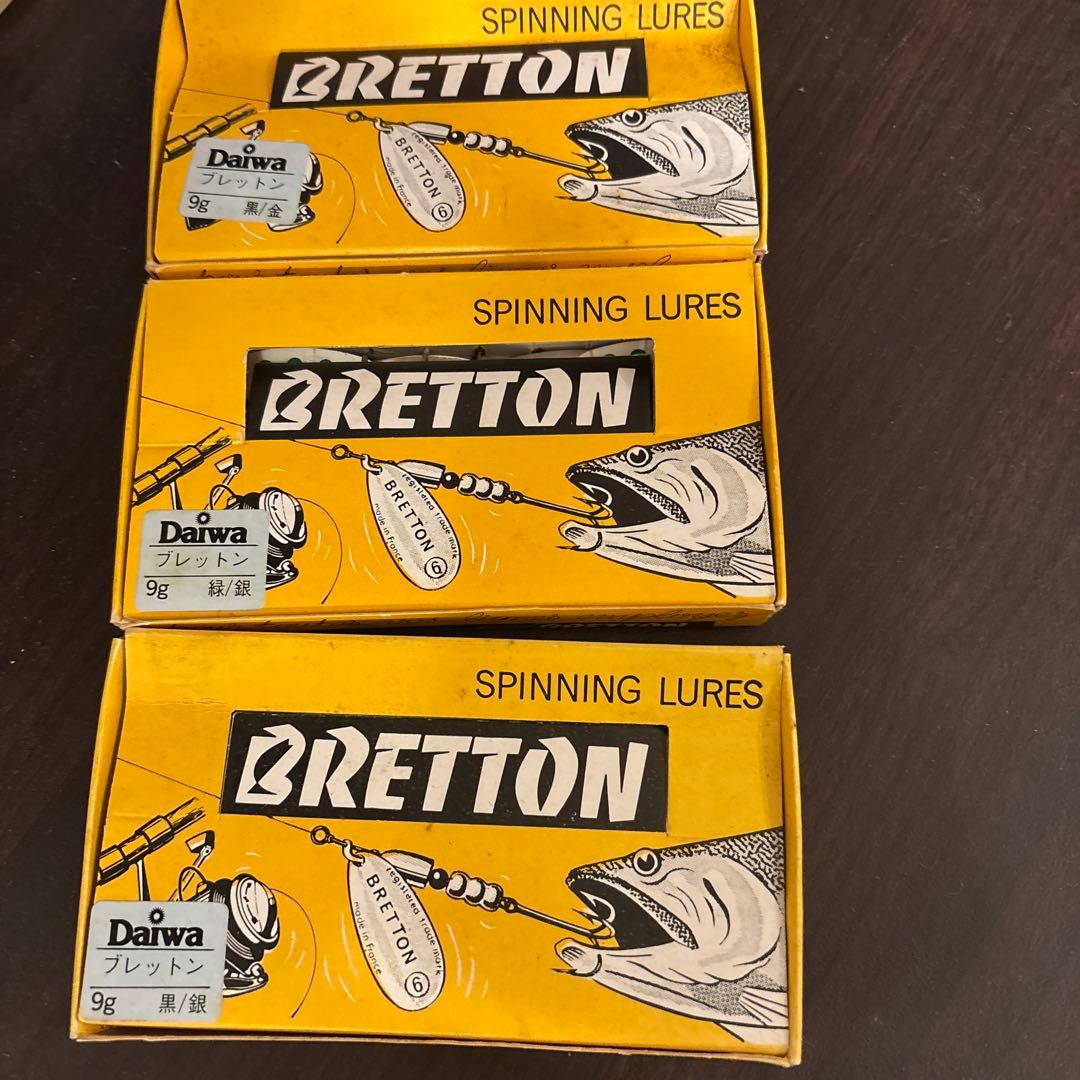 SPINNING LURES
BRETTON
registered trade mark
BRETTON
6
made in France
Daiwa
ブレットン
9g 黒/金
SPINNING LURES
BRETTON
registered trade mark
BRETTON
6
made in France
Daiwa
ブレットン
9g 緑/銀
BRETTON
SPINNING LURES
BRETTON
registered trade mark
BRETTON
6
made in France
Daiwa
ブレットン
9g 黒/銀